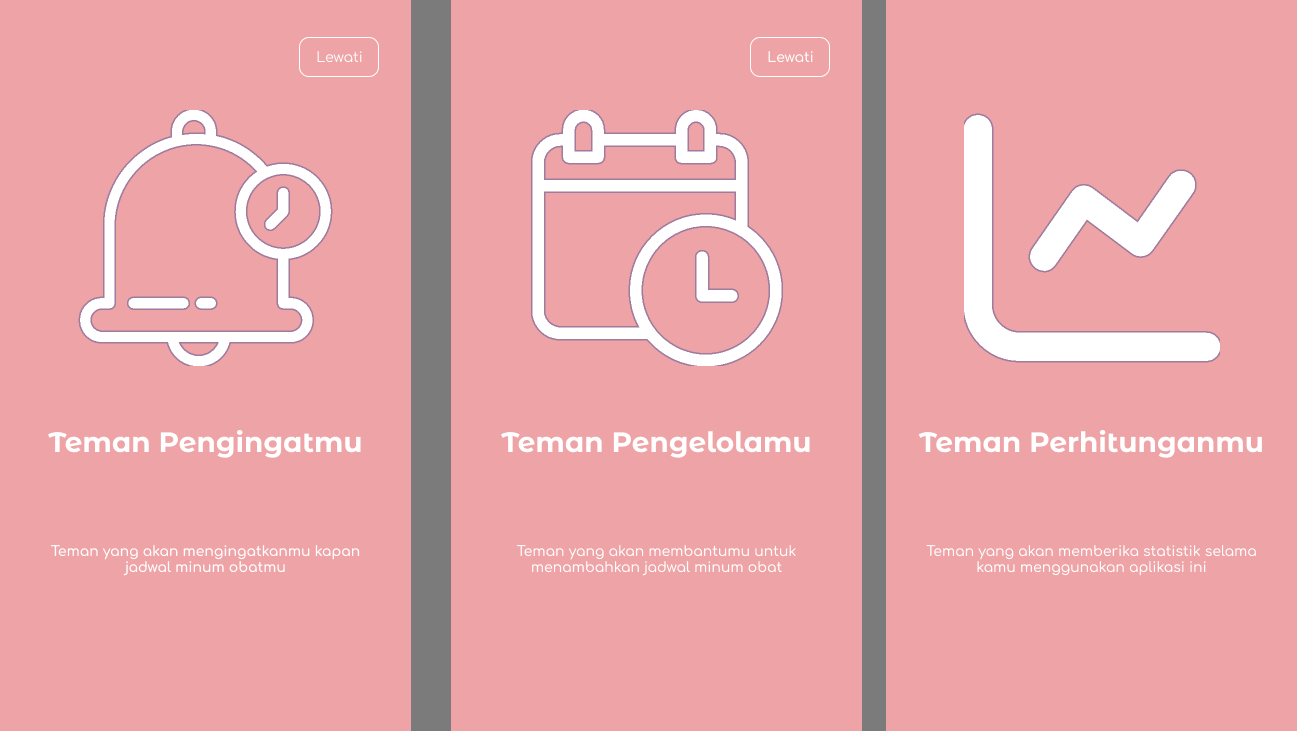 Lewati
Teman Pengingatmu
Teman yang akan mengingatkanmu kapan
jadwal minum obatmu
Lewati
Teman Pengelolamu
Teman yang akan membantumu untuk
menambahkan jadwal minum obat
Teman Perhitunganmu
Teman yang akan memberika statistik selama
kamu menggunakan aplikasi ini